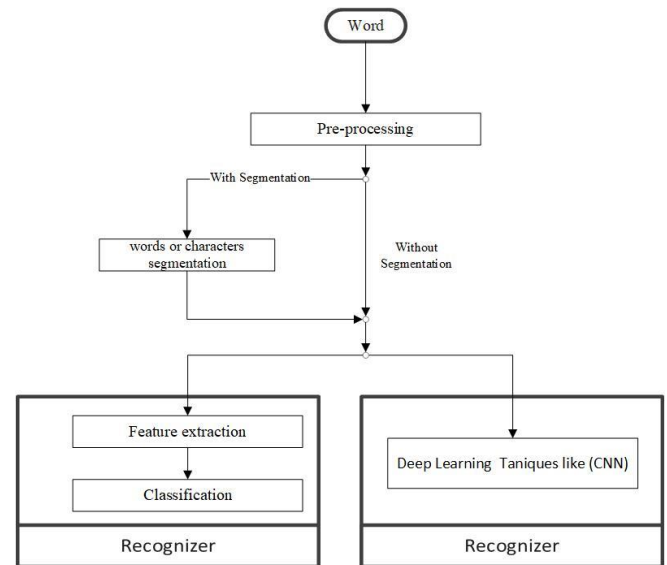 Word
Pre-processing
With Segmentation
words or characters
segmentation
Without
Segmentation
Feature extraction
Classification
Recognizer
Deep Learning Taniques like (CNN)
Recognizer